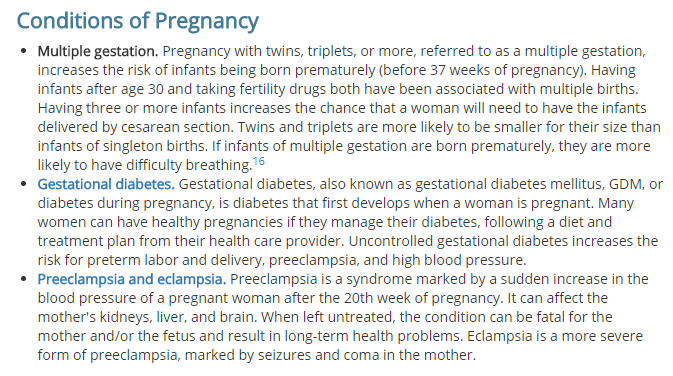 Conditions of Pregnancy
• Multiple gestation. Pregnancy with twins, triplets, or more, referred to as a multiple gestation,
increases the risk of infants being born prematurely (before 37 weeks of pregnancy). Having
infants after age 30 and taking fertility drugs both have been associated with multiple births.
Having three or more infants increases the chance that a woman will need to have the infants
delivered by cesarean section. Twins and triplets are more likely to be smaller for their size than
infants of singleton births. If infants of multiple gestation are born prematurely, they are more
likely to have difficulty breathing.16
• Gestational diabetes. Gestational diabetes, also known as gestational diabetes mellitus, GDM, or
diabetes during pregnancy, is diabetes that first develops when a woman is pregnant. Many
women can have healthy pregnancies if they manage their diabetes, following a diet and
treatment plan from their health care provider. Uncontrolled gestational diabetes increases the
risk for preterm labor and delivery, preeclampsia, and high blood pressure.
• Preeclampsia and eclampsia. Preeclampsia is a syndrome marked by a sudden increase in the
blood pressure of a pregnant woman after the 20th week of pregnancy. It can affect the
mother's kidneys, liver, and brain. When left untreated, the condition can be fatal for the
mother and/or the fetus and result in long-term health problems. Eclampsia is a more severe
form of preeclampsia, marked by seizures and coma in the mother.